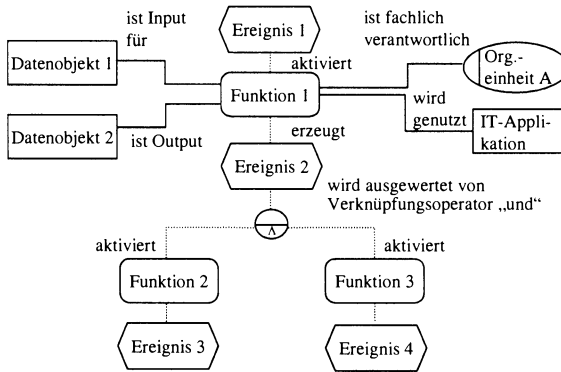 ist Input
für
Ereignis 1
ist fachlich
verantwortlich
Datenobjekt 1
aktiviert
Org.-
einheit A
Funktion 1
wird
genutzt
Datenobjekt 2
ist Output
erzeugt
IT-Appli-
kation
Ereignis 2
wird ausgewertet von
Verknüpfungsoperator „und“
Λ
aktiviert
aktiviert
Funktion 2
Funktion 3
Ereignis 3
Ereignis 4